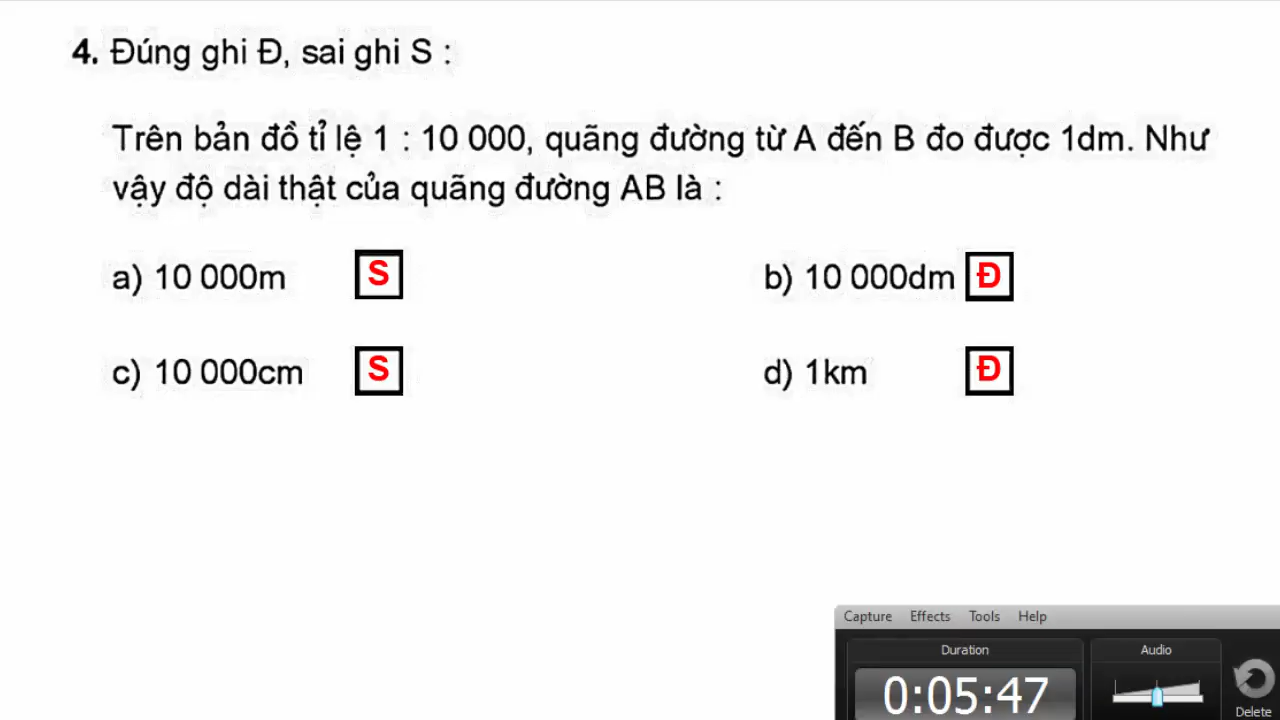 4. Đúng ghi Đ, sai ghi S :
Trên bản đồ tỉ lệ 1 : 10 000, quãng đường từ A đến B đo được 1dm. Như
vậy độ dài thật của quãng đường AB là :
a) 10 000m S b) 10 000dm Đ
c) 10 000cm S d) 1km Đ
Capture Effects Tools Help
Duration Audio
0:05:47
Delete